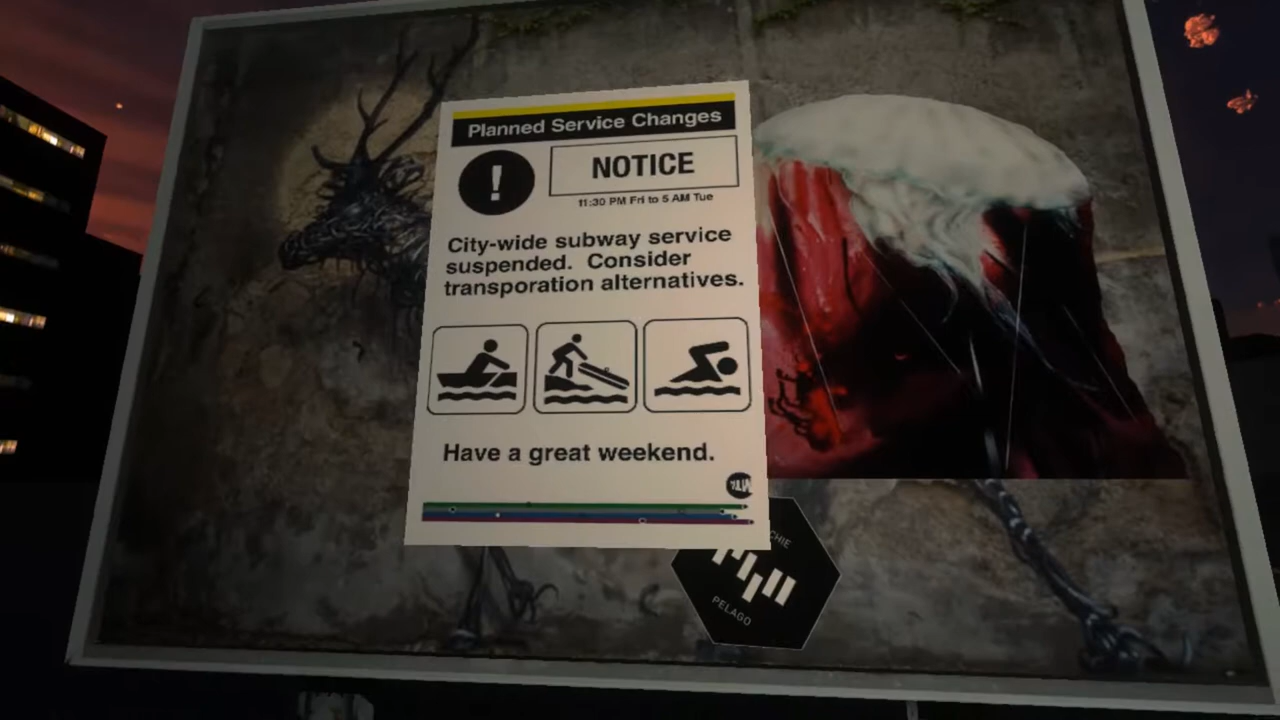 Planned Service Changes
!
NOTICE
11:30 PM Fri to 5 AM Tue
City-wide subway service
suspended. Consider
transporation alternatives.
Have a great weekend.
CHIE
PELAGO